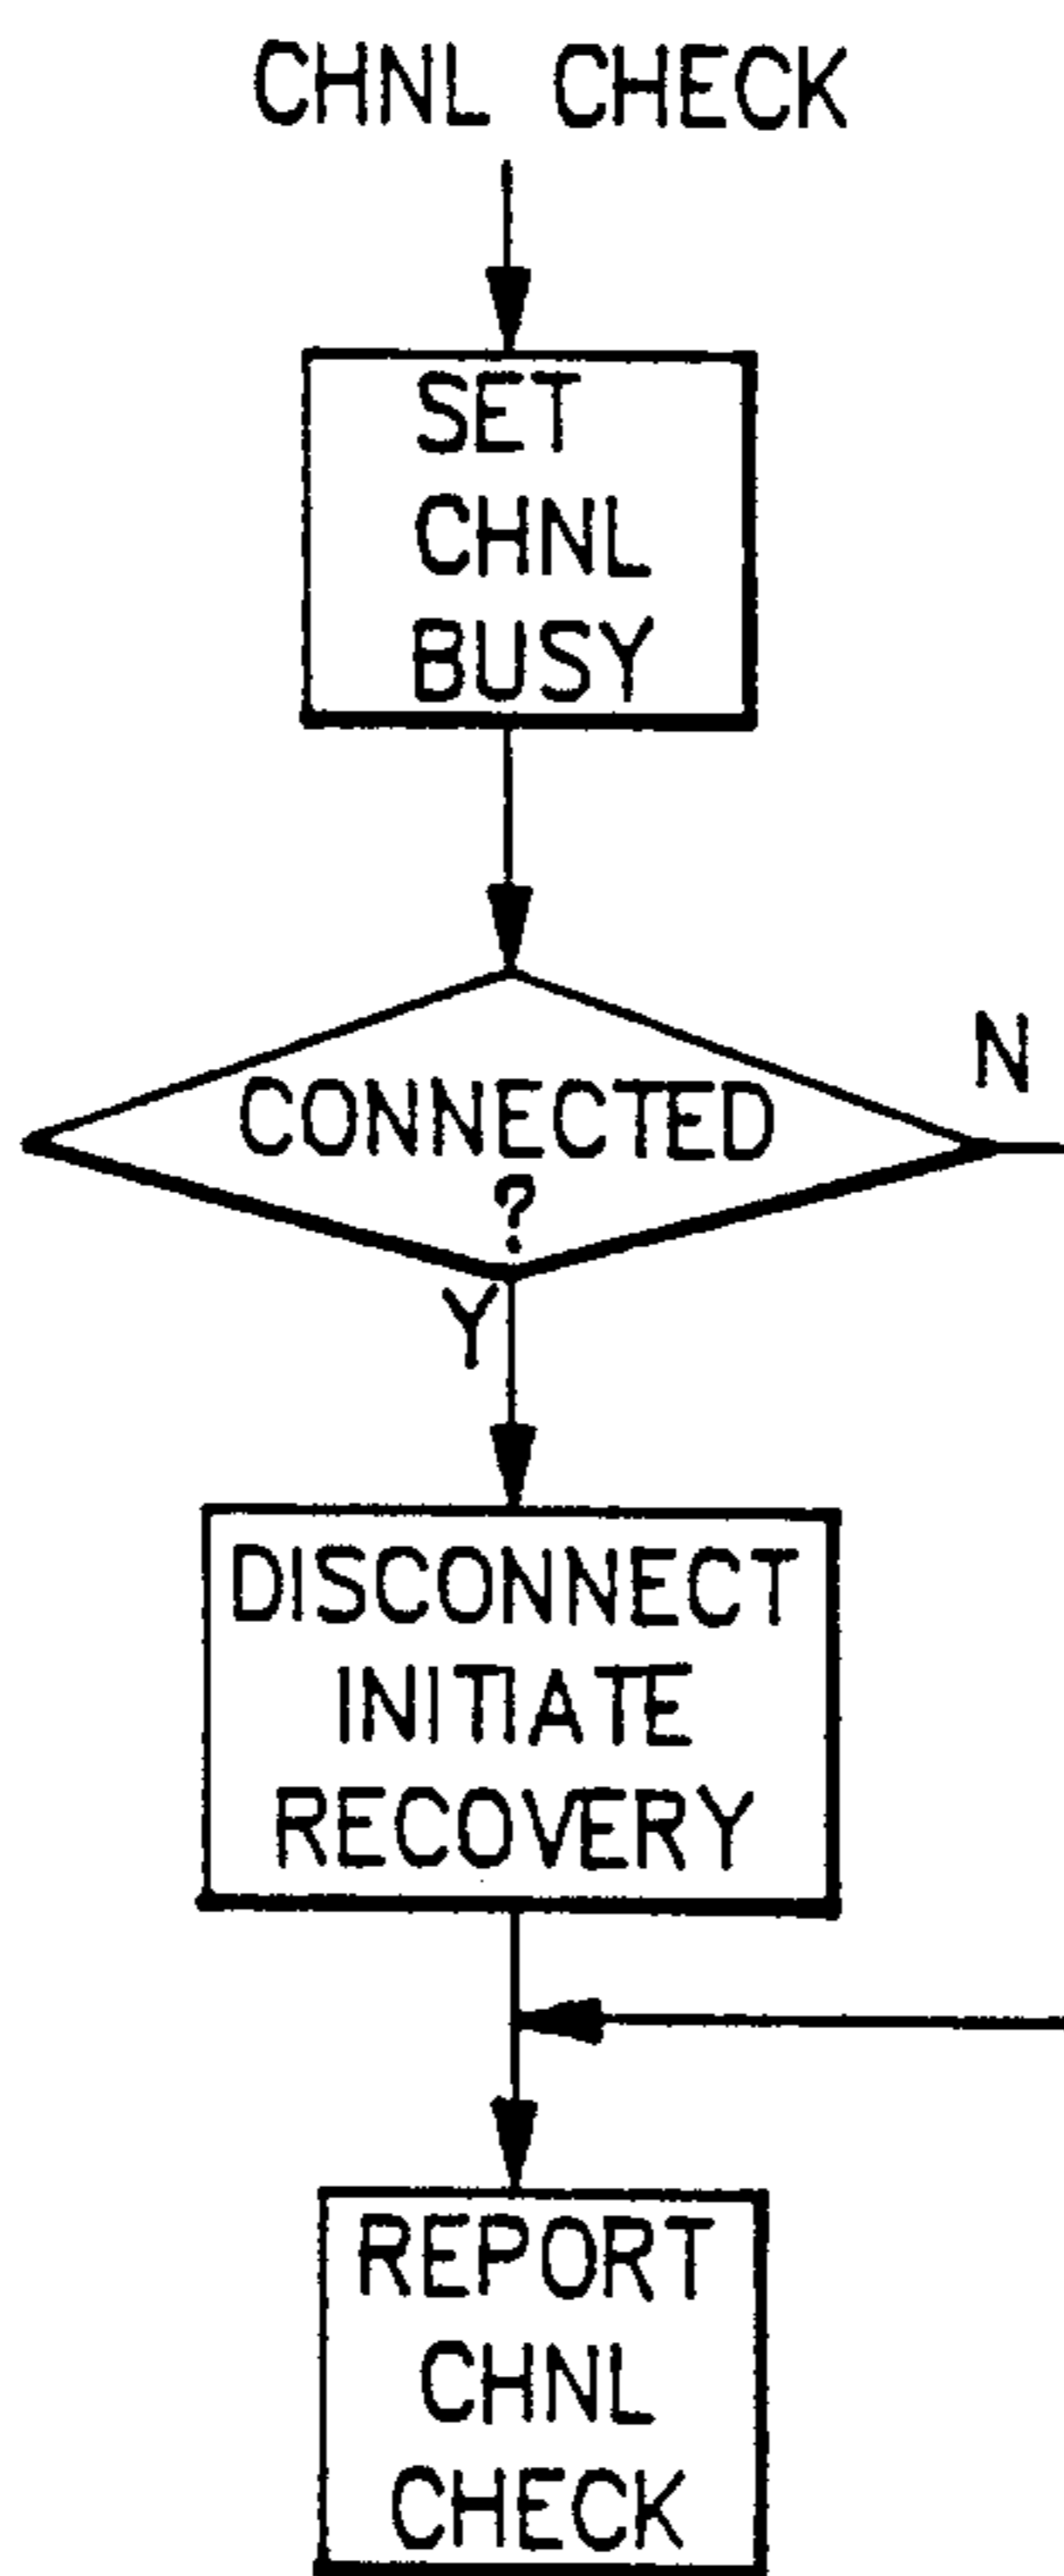 CHNL CHECK
SET
CHNL
BUSY
CONNECTED
?
N
Y
DISCONNECT
INITIATE
RECOVERY
REPORT
CHNL
CHECK